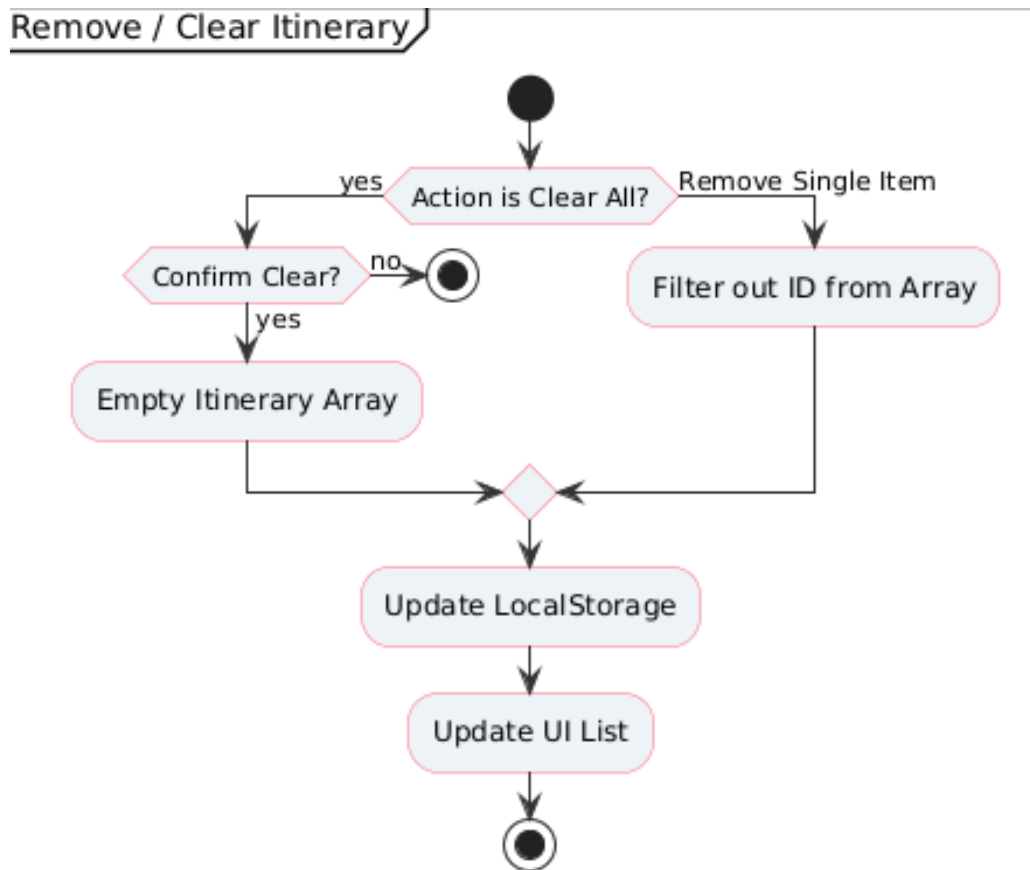 Remove / Clear Itinerary
Action is Clear All?
yes
Remove Single Item
Confirm Clear?
no
yes
Filter out ID from Array
Empty Itinerary Array
Update LocalStorage
Update UI List